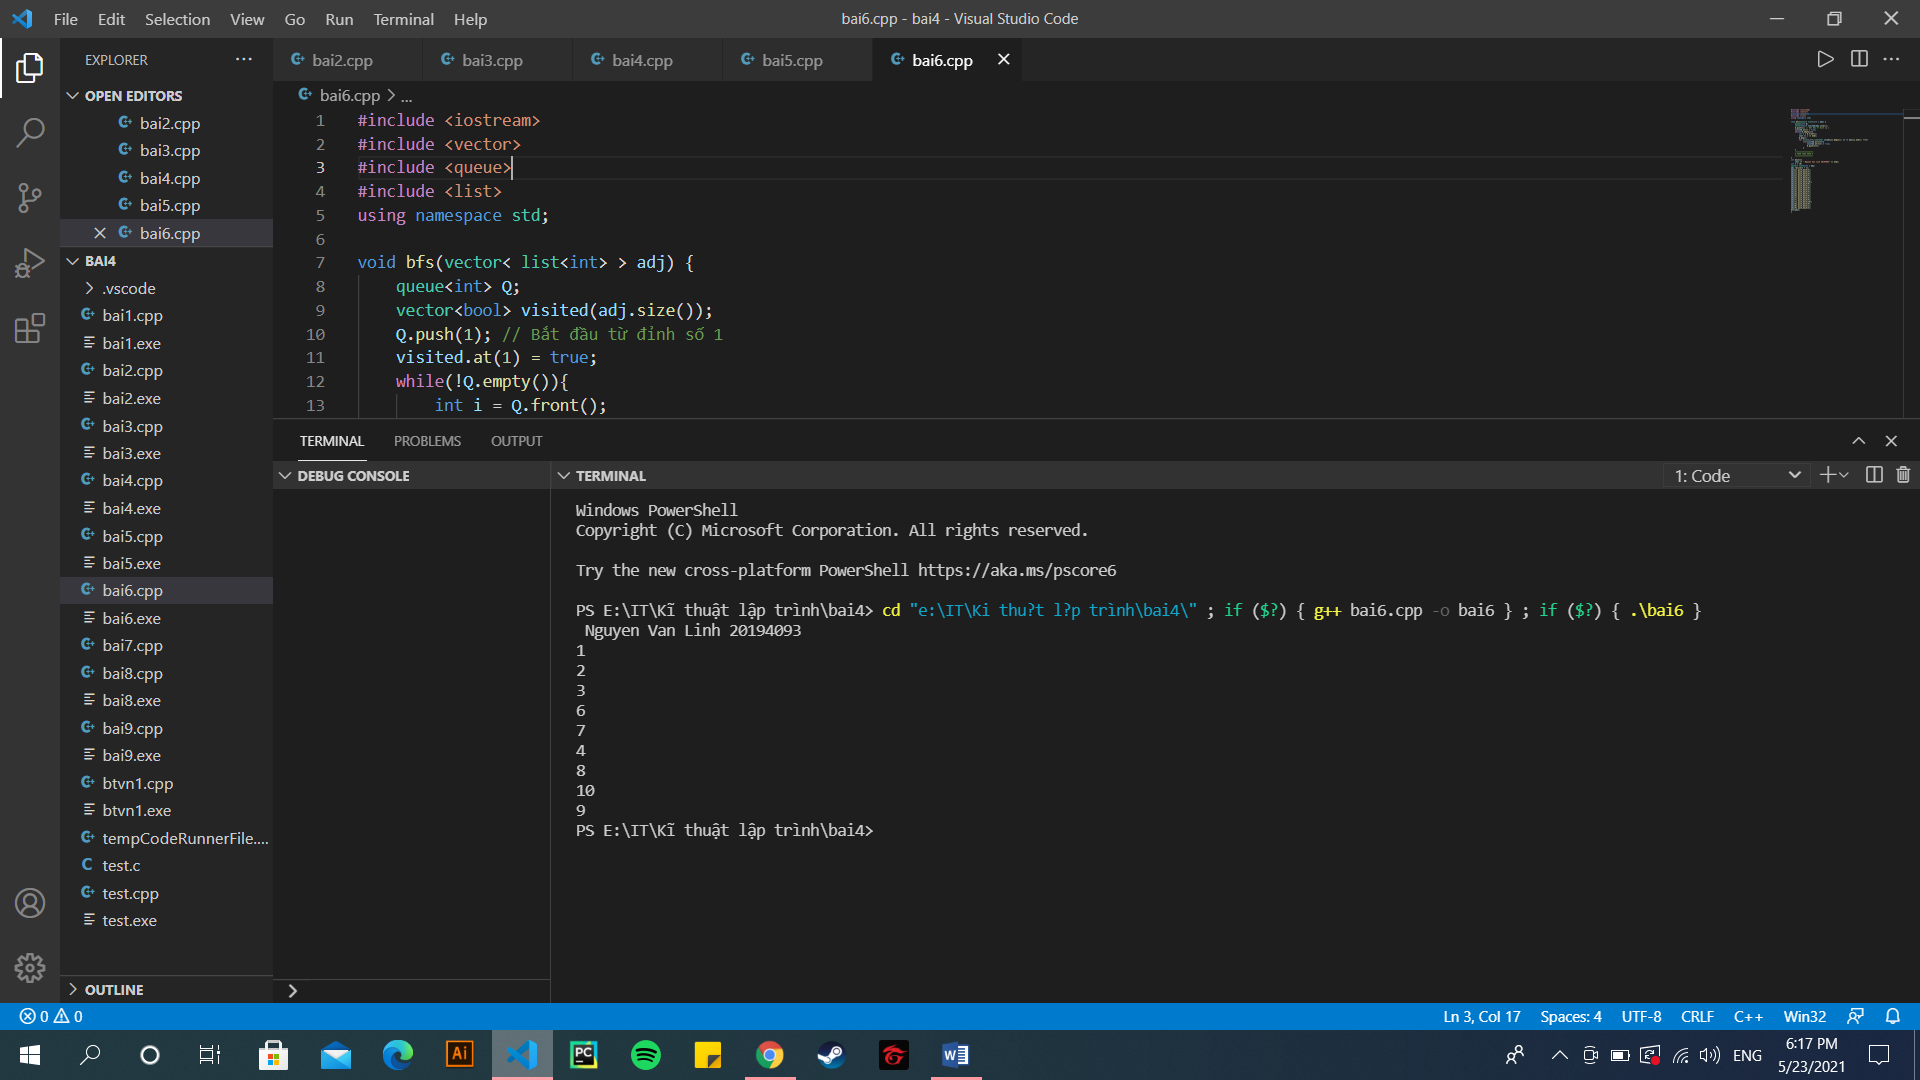 File Edit Selection View Go Run Terminal Help
bai6.cpp - bai4 - Visual Studio Code
EXPLORER
OPEN EDITORS
bai2.cpp
bai3.cpp
bai4.cpp
bai5.cpp
bai6.cpp
BAI4
.vscode
bai1.cpp
bai1.exe
bai2.cpp
bai2.exe
bai3.cpp
bai3.exe
bai4.cpp
bai4.exe
bai5.cpp
bai5.exe
bai6.cpp
bai6.exe
bai7.cpp
bai8.cpp
bai8.exe
bai9.cpp
bai9.exe
btvn1.cpp
btvn1.exe
tempCodeRunnerFile....
test.c
test.cpp
test.exe
OUTLINE
bai2.cpp bai3.cpp bai4.cpp bai5.cpp bai6.cpp
bai6.cpp > ...
1 #include <iostream>
2 #include <vector>
3 #include <queue>
4 #include <list>
5 using namespace std;
6
7 void bfs(vector< list<int> > adj) {
8 queue<int> Q;
9 vector<bool> visited(adj.size());
10 Q.push(1); // Bắt đầu từ đỉnh số 1
11 visited.at(1) = true;
12 while(!Q.empty()){
13 int i = Q.front();
TERMINAL PROBLEMS OUTPUT
DEBUG CONSOLE
TERMINAL
1: Code
Windows PowerShell
Copyright (C) Microsoft Corporation. All rights reserved.
Try the new cross-platform PowerShell https://aka.ms/pscore6
PS E:\IT\Kĩ thuật lập trình\bai4> cd "e:\IT\Ki thu?t l?p trình\bai4\" ; if ($?) { g++ bai6.cpp -o bai6 } ; if ($?) { .\bai6 }
Nguyen Van Linh 20194093
1
2
3
6
7
4
8
10
9
PS E:\IT\Kĩ thuật lập trình\bai4>
0 0
Ln 3, Col 17 Spaces: 4 UTF-8 CRLF C++ Win32
Ai
PC
W
ENG
6:17 PM
5/23/2021